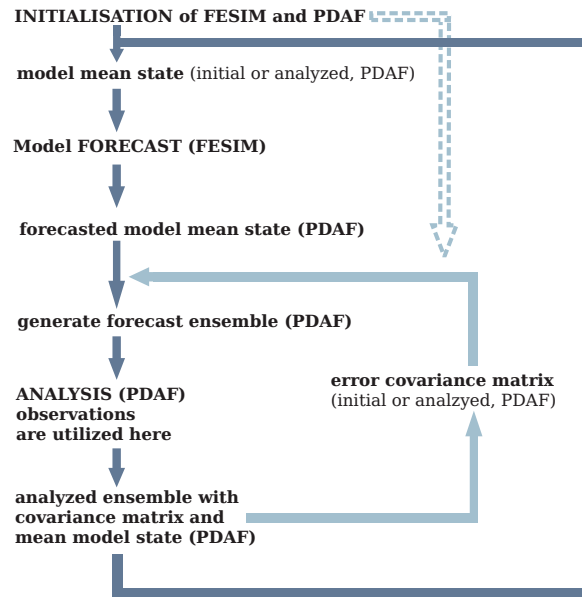 INITIALISATION of FESIM and PDAF
model mean state (initial or analyzed, PDAF)
Model FORECAST (FESIM)
forecasted model mean state (PDAF)
generate forecast ensemble (PDAF)
ANALYSIS (PDAF)
observations
are utilized here
error covariance matrix
(initial or analzyed, PDAF)
analyzed ensemble with
covariance matrix and
mean model state (PDAF)